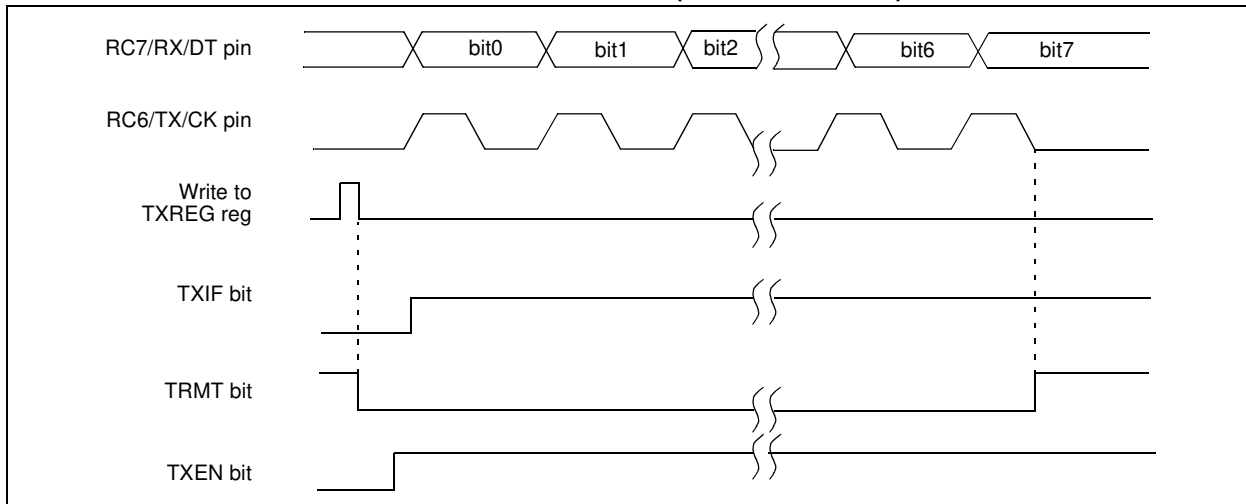 RC7/RX/DT pin
bit0 bit1 bit2 bit6 bit7
RC6/TX/CK pin
Write to
TXREG reg
TXIF bit
TRMT bit
TXEN bit